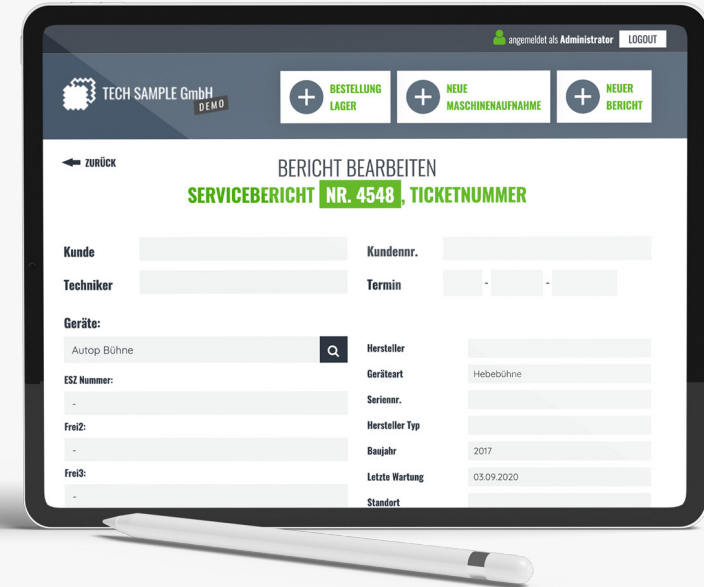 angemeldet als Administrator LOGOUT
TECH SAMPLE GmbH
DEMO
BESTELLUNG
LAGER
NEUE
MASCHINENAUFNAHME
NEUER
BERICHT
ZURÜCK
BERICHT BEARBEITEN
SERVICEBERICHT NR. 4548 , TICKETNUMMER
Kunde
Kundennr.
Techniker
Termin - -
Geräte:
Autop Bühne
ESZ Nummer:
-
Frei2:
-
Frei3:
-
Hersteller
Geräteart Hebebühne
Seriennr.
Hersteller Typ
Baujahr 2017
Letzte Wartung 03.09.2020
Standort